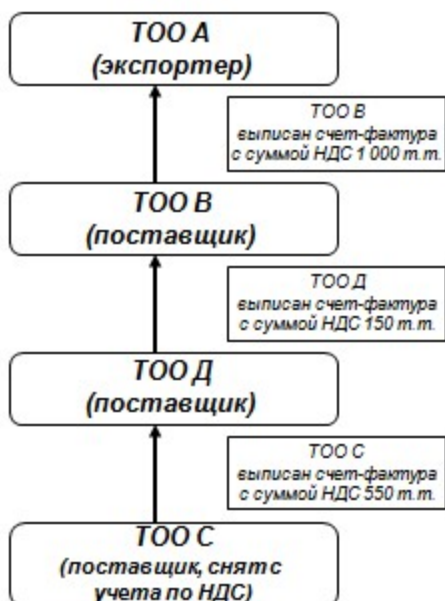 ТОО А
(экспортер)
ТОО В
выписан счет-фактура
с суммой НДС 1 000 т.т.
ТОО В
(поставщик)
ТОО Д
выписан счет-фактура
с суммой НДС 150 т.т.
ТОО Д
(поставщик)
ТОО С
выписан счет-фактура
с суммой НДС 550 т.т.
ТОО С
(поставщик, снят с
учета по НДС)